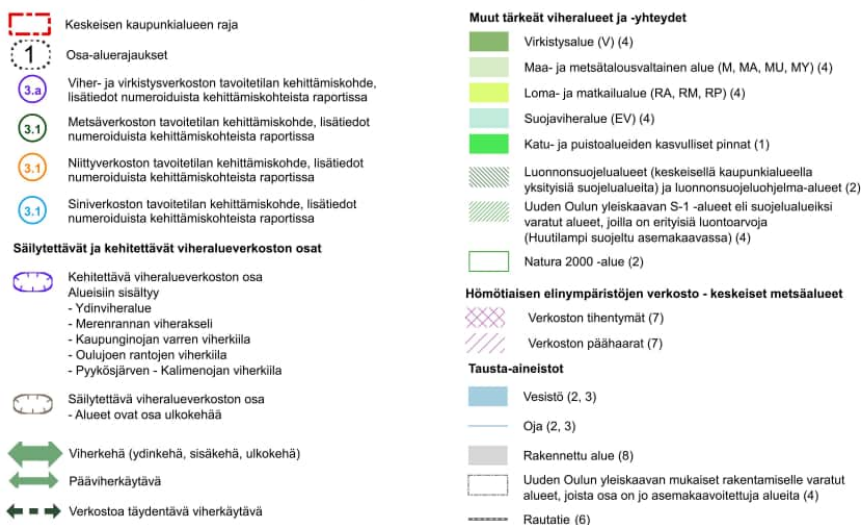 Keskeisen kaupunkialueen raja
1
Osa-aluerajaukset
3.a
Viher- ja virkistysverkoston tavoitetilan kehittämiskohde,
lisätiedot numeroiduista kehittämiskohteista raportissa
3.1
Metsäverkoston tavoitetilan kehittämiskohde, lisätiedot
numeroiduista kehittämiskohteista raportissa
3.1
Niittyverkoston tavoitetilan kehittämiskohde, lisätiedot
numeroiduista kehittämiskohteista raportissa
3.1
Siniverkoston tavoitetilan kehittämiskohde, lisätiedot
numeroiduista kehittämiskohteista raportissa
Säilytettävät ja kehitettävät viheralueverkoston osat
Kehitettävä viheralueverkoston osa
Alueisiin sisältyy
- Ydinviheralue
- Merenrannan viherakseli
- Kaupunginojan varren viherkiila
- Oulujoen rantojen viherkiila
- Pyykösjärven - Kalimenojan viherkiila
Säilytettävä viheralueverkoston osa
- Alueet ovat osa ulkokehää
Viherkehä (ydinkehä, sisäkehä, ulkokehä)
Pääviherkäytävä
Verkostoa täydentävä viherkäytävä
Muut tärkeät viheralueet ja -yhteydet
Virkistysalue (V) (4)
Maa- ja metsätalousvaltainen alue (M, MA, MU, MY) (4)
Loma- ja matkailualue (RA, RM, RP) (4)
Suojaviheralue (EV) (4)
Katu- ja puistoalueiden kasvulliset pinnat (1)
Luonnonsuojelualueet (keskeisellä kaupunkialueella
yksityisiä suojelualueita) ja luonnonsuojeluohjelma-alueet (2)
Uuden Oulun yleiskaavan S-1 -alueet eli suojelualueiksi
varatut alueet, joilla on erityisiä luontoarvoja
(Huutilampi suojeltu asemakaavassa) (4)
Natura 2000 -alue (2)
Hömötiaisen elinympäristöjen verkosto - keskeiset metsäalueet
Verkoston tihentymät (7)
Verkoston päähaarat (7)
Tausta-aineistot
Vesistö (2, 3)
Oja (2, 3)
Rakennettu alue (8)
Uuden Oulun yleiskaavan mukaiset rakentamiselle varatut
alueet, joista osa on jo asemakaavoitettuja alueita (4)
Rautatie (6)